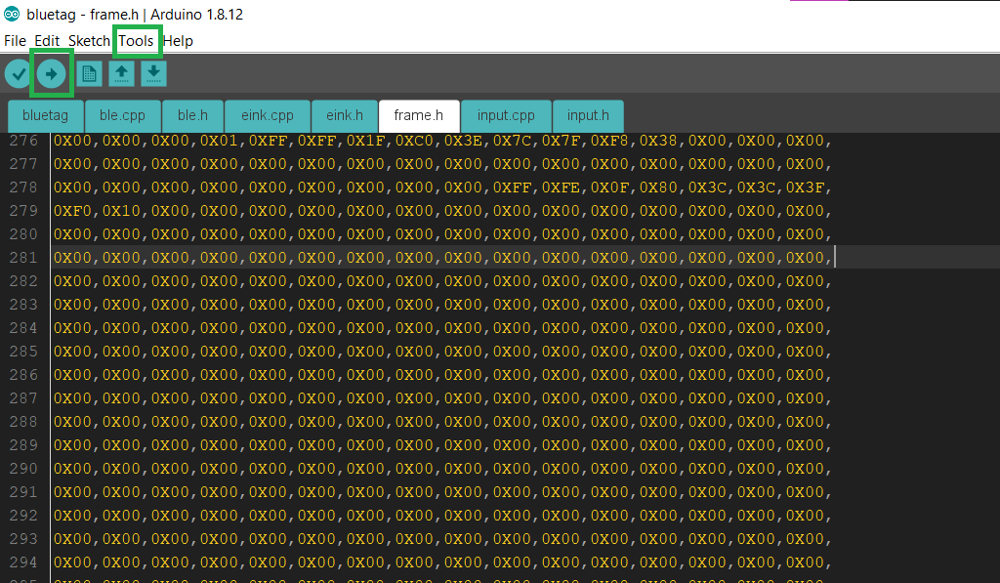 bluetag - frame.h | Arduino 1.8.12
File Edit Sketch Tools Help
bluetag ble.cpp ble.h eink.cpp eink.h frame.h input.cpp input.h
276 0X00,0X00,0X00,0X01,0XFF,0XFF,0X1F,0XC0,0X3E,0X7C,0X7F,0XF8,0X38,0X00,0X00,0X00,
277 0X00,0X00,0X00,0X00,0X00,0X00,0X00,0X00,0X00,0X00,0X00,0X00,0X00,0X00,0X00,0X00,
278 0X00,0X00,0X00,0X00,0X00,0X00,0X00,0X00,0X00,0XFF,0XFE,0X0F,0X80,0X3C,0X3C,0X3F,
279 0XF0,0X10,0X00,0X00,0X00,0X00,0X00,0X00,0X00,0X00,0X00,0X00,0X00,0X00,0X00,0X00,
280 0X00,0X00,0X00,0X00,0X00,0X00,0X00,0X00,0X00,0X00,0X00,0X00,0X00,0X00,0X00,0X00,
281 0X00,0X00,0X00,0X00,0X00,0X00,0X00,0X00,0X00,0X00,0X00,0X00,0X00,0X00,0X00,0X00,
282 0X00,0X00,0X00,0X00,0X00,0X00,0X00,0X00,0X00,0X00,0X00,0X00,0X00,0X00,0X00,0X00,
283 0X00,0X00,0X00,0X00,0X00,0X00,0X00,0X00,0X00,0X00,0X00,0X00,0X00,0X00,0X00,0X00,
284 0X00,0X00,0X00,0X00,0X00,0X00,0X00,0X00,0X00,0X00,0X00,0X00,0X00,0X00,0X00,0X00,
285 0X00,0X00,0X00,0X00,0X00,0X00,0X00,0X00,0X00,0X00,0X00,0X00,0X00,0X00,0X00,0X00,
286 0X00,0X00,0X00,0X00,0X00,0X00,0X00,0X00,0X00,0X00,0X00,0X00,0X00,0X00,0X00,0X00,
287 0X00,0X00,0X00,0X00,0X00,0X00,0X00,0X00,0X00,0X00,0X00,0X00,0X00,0X00,0X00,0X00,
288 0X00,0X00,0X00,0X00,0X00,0X00,0X00,0X00,0X00,0X00,0X00,0X00,0X00,0X00,0X00,0X00,
289 0X00,0X00,0X00,0X00,0X00,0X00,0X00,0X00,0X00,0X00,0X00,0X00,0X00,0X00,0X00,0X00,
290 0X00,0X00,0X00,0X00,0X00,0X00,0X00,0X00,0X00,0X00,0X00,0X00,0X00,0X00,0X00,0X00,
291 0X00,0X00,0X00,0X00,0X00,0X00,0X00,0X00,0X00,0X00,0X00,0X00,0X00,0X00,0X00,0X00,
292 0X00,0X00,0X00,0X00,0X00,0X00,0X00,0X00,0X00,0X00,0X00,0X00,0X00,0X00,0X00,0X00,
293 0X00,0X00,0X00,0X00,0X00,0X00,0X00,0X00,0X00,0X00,0X00,0X00,0X00,0X00,0X00,0X00,
294 0X00,0X00,0X00,0X00,0X00,0X00,0X00,0X00,0X00,0X00,0X00,0X00,0X00,0X00,0X00,0X00,